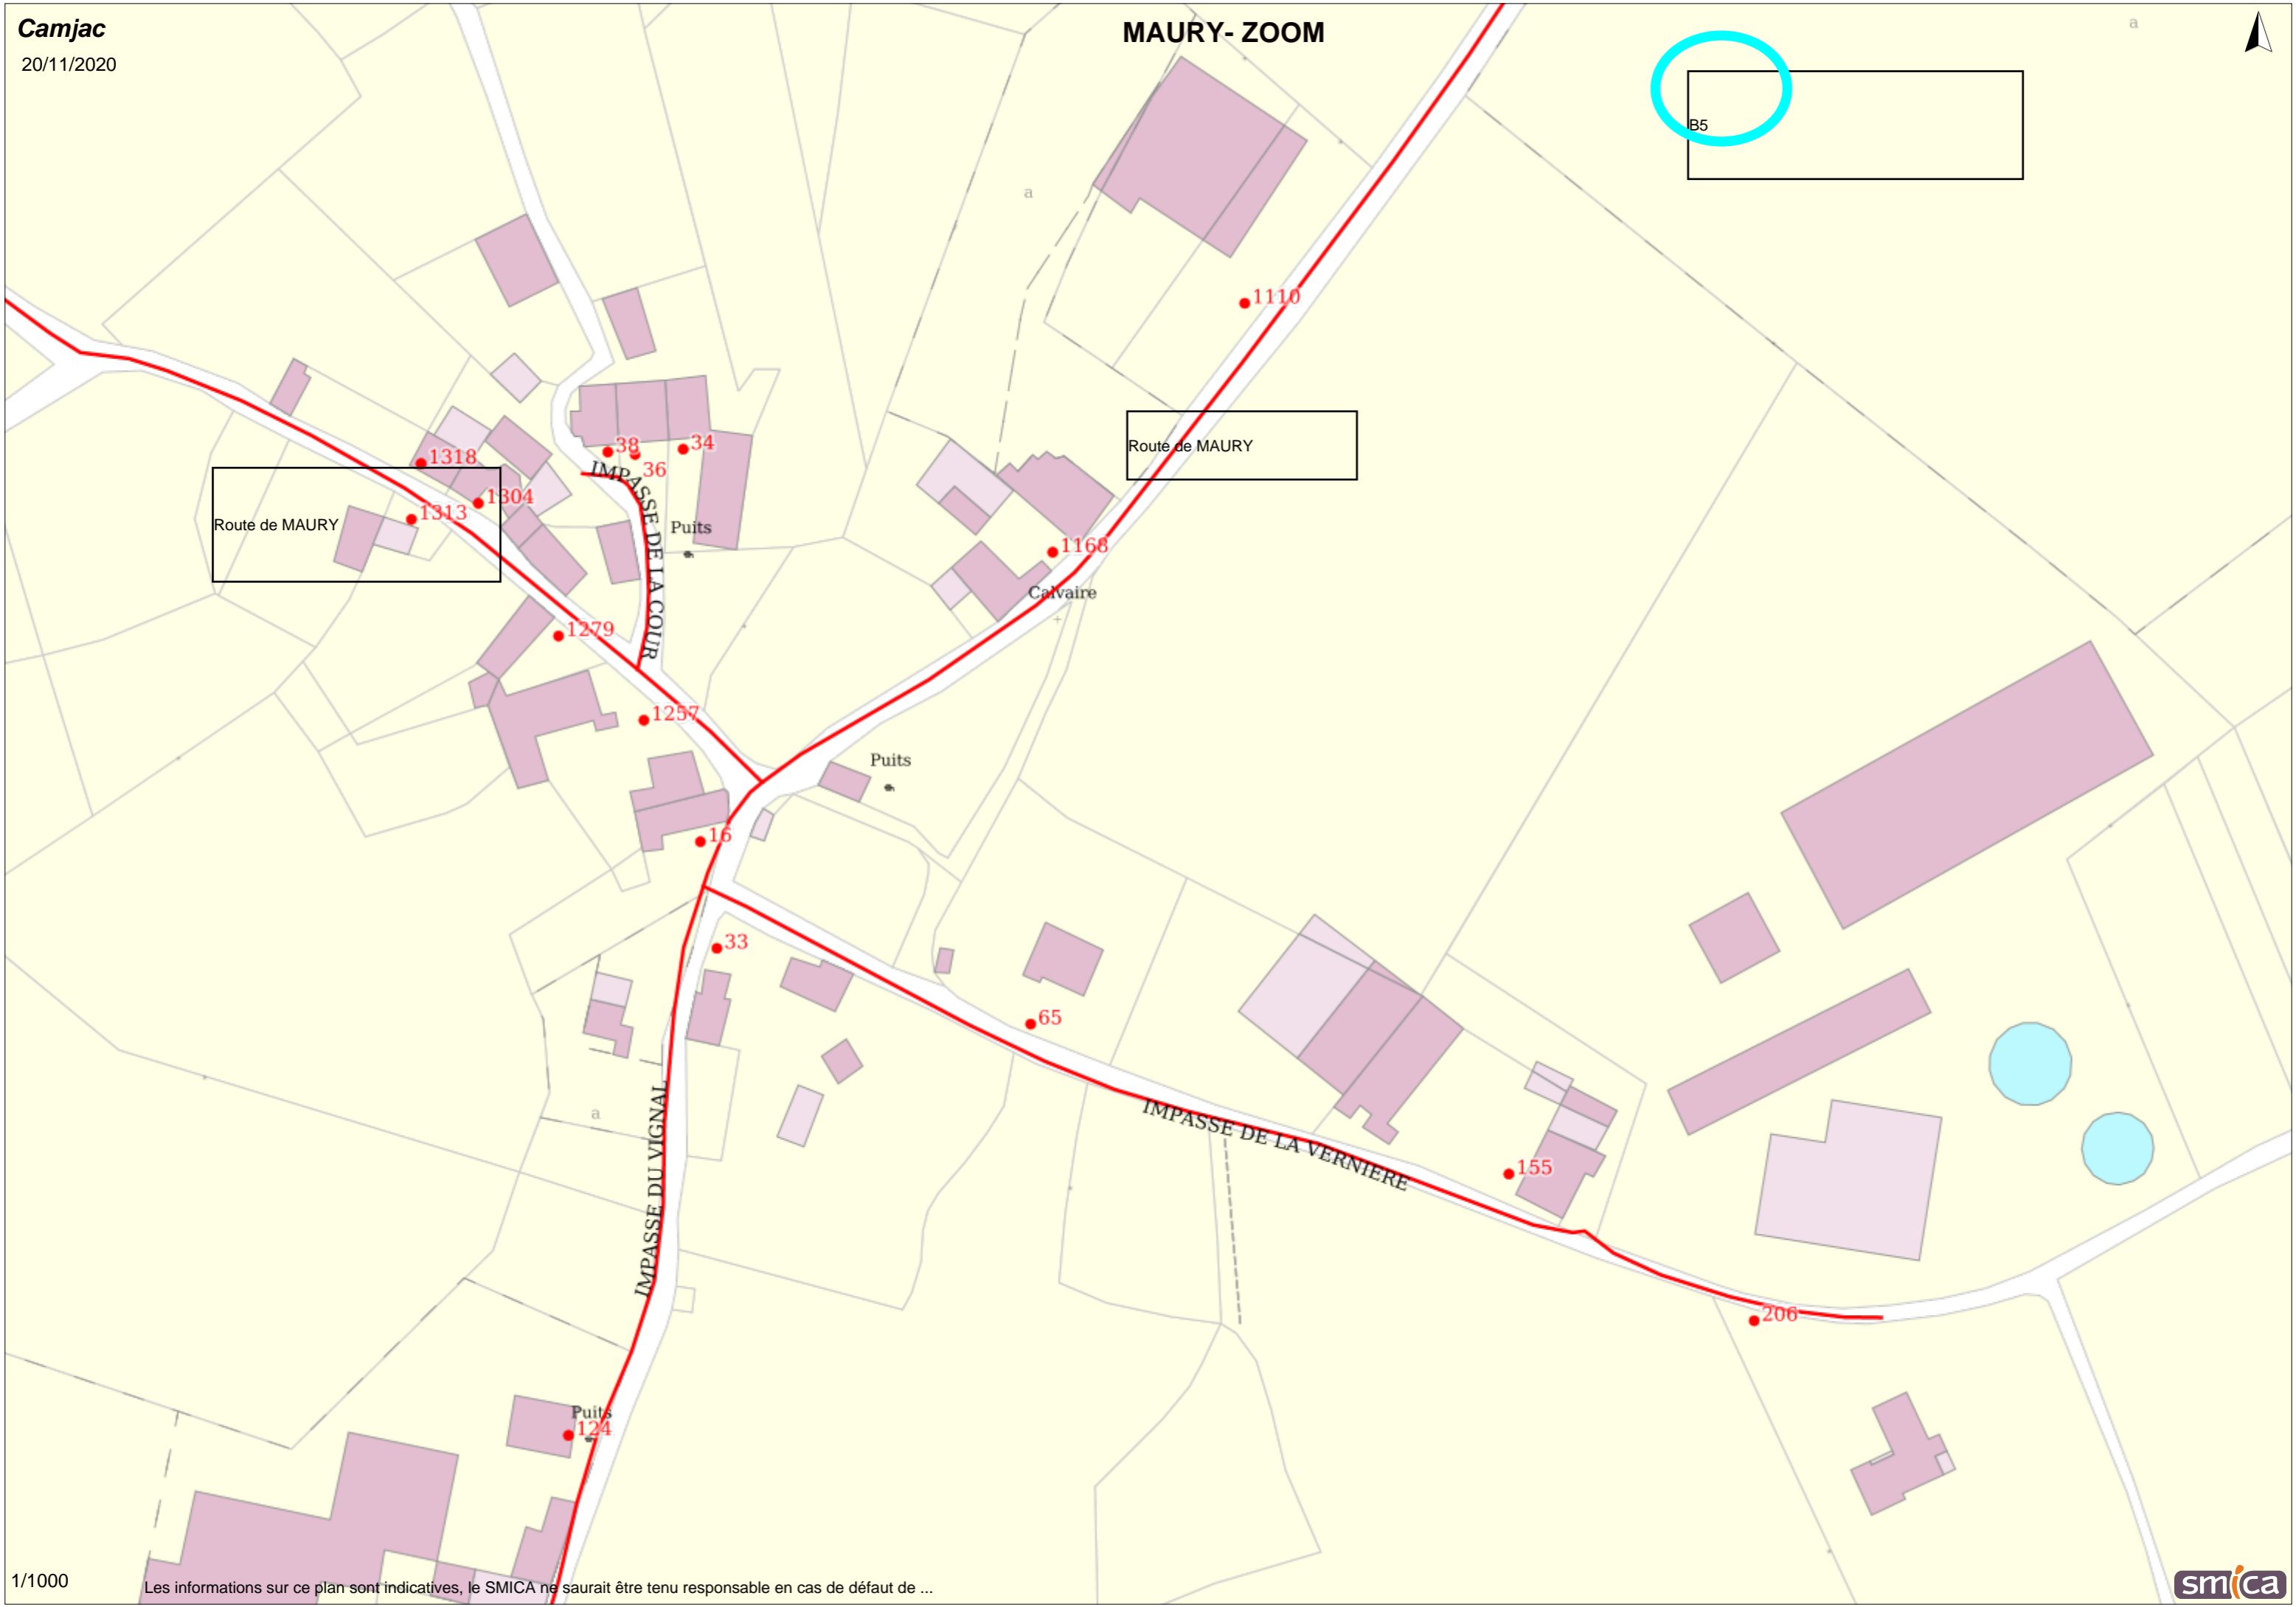 Camjac
MAURY- ZOOM
20/11/2020
a
B5
a
1110
Route de MAURY
38
34
36
1318
1304
1313
Route de MAURY
IMPASSE DE LA COUR
Puits
1168
Calvaire
1279
1257
Puits
16
33
65
IMPASSE DU VIGNAL
a
IMPASSE DE LA VERNIERE
155
206
Puits
124
1/1000
Les informations sur ce plan sont indicatives, le SMICA ne saurait être tenu responsable en cas de défaut de ...
smica